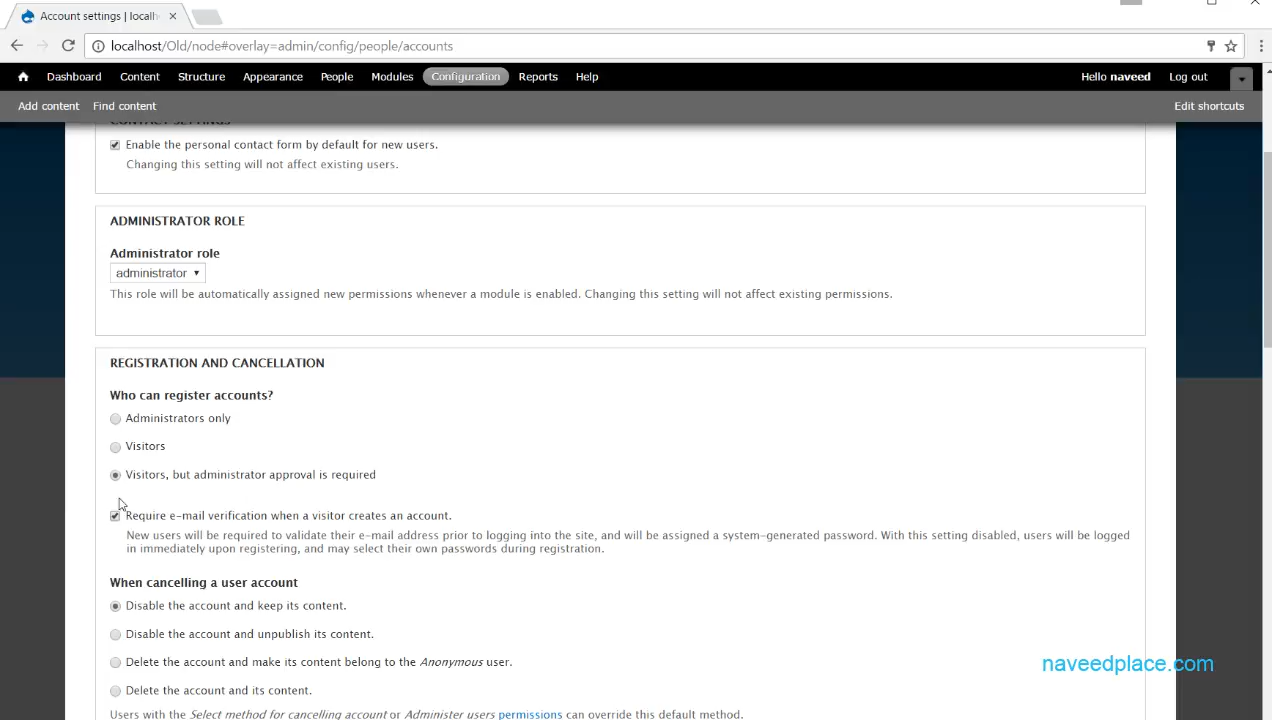 Account settings | localh
localhost/Old/node#overlay=admin/config/people/accounts
Dashboard Content Structure Appearance People Modules Configuration Reports Help Hello naveed Log out
Add content Find content Edit shortcuts
CONTACT SETTINGS
Enable the personal contact form by default for new users.
Changing this setting will not affect existing users.
ADMINISTRATOR ROLE
Administrator role
administrator
This role will be automatically assigned new permissions whenever a module is enabled. Changing this setting will not affect existing permissions.
REGISTRATION AND CANCELLATION
Who can register accounts?
Administrators only
Visitors
Visitors, but administrator approval is required
Require e-mail verification when a visitor creates an account.
New users will be required to validate their e-mail address prior to logging into the site, and will be assigned a system-generated password. With this setting disabled, users will be logged
in immediately upon registering, and may select their own passwords during registration.
When cancelling a user account
Disable the account and keep its content.
Disable the account and unpublish its content.
Delete the account and make its content belong to the Anonymous user.
naveedplace.com
Delete the account and its content.
Users with the Select method for cancelling account or Administer users permissions can override this default method.